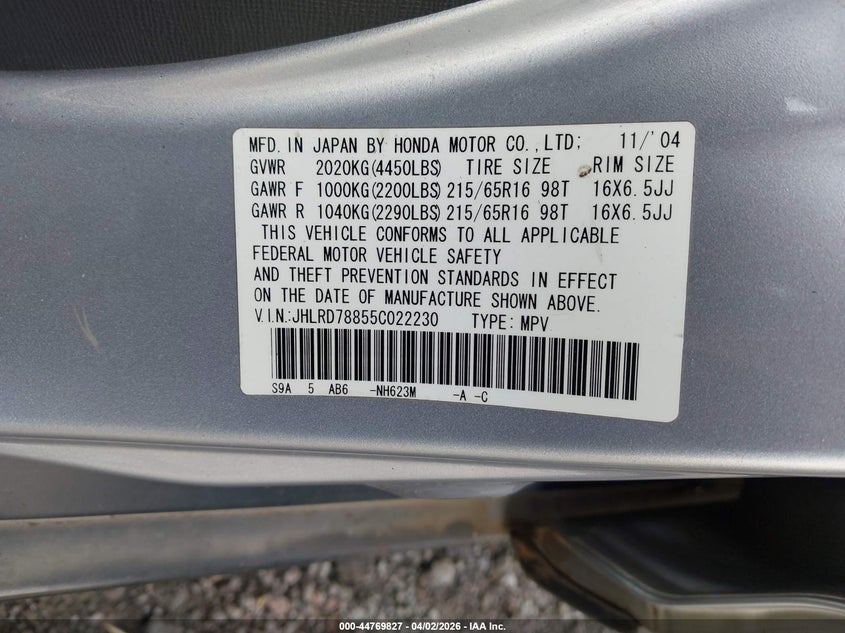 MFD. IN JAPAN BY HONDA MOTOR CO.,LTD; 11/'04
GVWR 2020KG(4450LBS) TIRE SIZE RIM SIZE
GAWR F 1000KG(2200LBS) 215/65R16 98T 16X6.5JJ
GAWR R 1040KG(2290LBS) 215/65R16 98T 16X6.5JJ
THIS VEHICLE CONFORMS TO ALL APPLICABLE
FEDERAL MOTOR VEHICLE SAFETY
AND THEFT PREVENTION STANDARDS IN EFFECT
ON THE DATE OF MANUFACTURE SHOWN ABOVE.
V.I.N.:JHLRD78855C022230 TYPE: MPV
S9A 5 AB6 -NH623M -A -C
000-44769827 04/02/2026 IAA Inc.